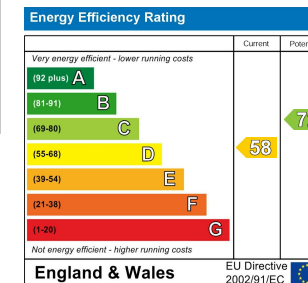 Energy Efficiency Rating
Current
Very energy efficient - lower running costs
(92 plus) A
(81-91) B
(69-80) C
(55-68) D
58
(39-54) E
(21-38) F
(1-20) G
Not energy efficient - higher running costs
England & Wales
EU Directive
2002/91/EC